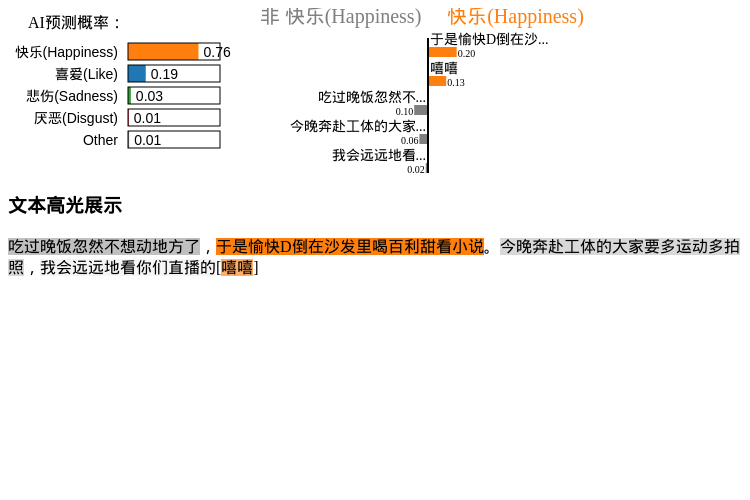 AI预测概率：
快乐(Happiness) 0.76
喜爱(Like) 0.19
悲伤(Sadness) 0.03
厌恶(Disgust) 0.01
Other 0.01
非 快乐(Happiness) 快乐(Happiness)
于是愉快D倒在沙...
0.20
嘻嘻
0.13
吃过晚饭忽然不...
0.10
今晚奔赴工体的大家...
0.06
我会远远地看...
0.02
文本高光展示
吃过晚饭忽然不想动地方了，于是愉快D倒在沙发里喝百利甜看小说。今晚奔赴工体的大家要多运动多拍
照，我会远远地看你们直播的[嘻嘻]